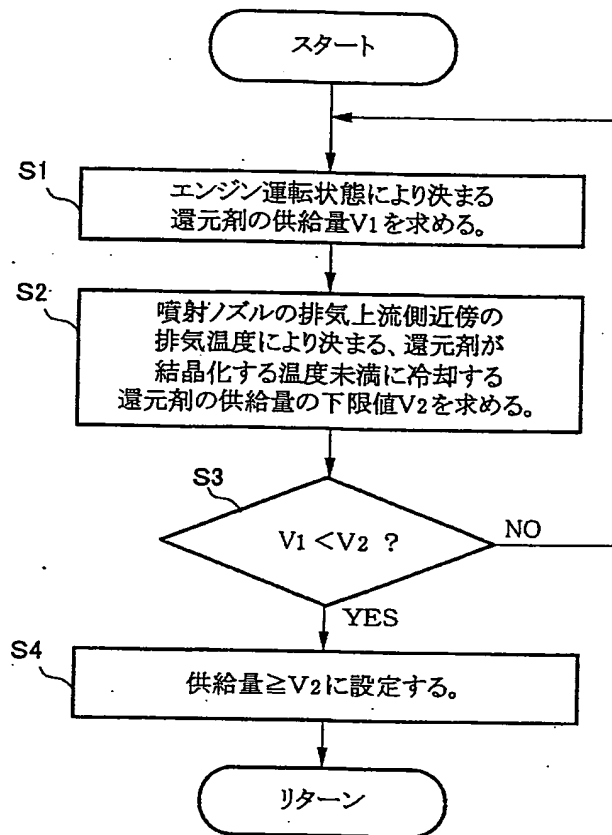 スタート
S1
エンジン運転状態により決まる
還元剤の供給量V1を求める。
S2
噴射ノズルの排気上流側近傍の
排気温度により決まる、還元剤が
結晶化する温度未満に冷却する
還元剤の供給量の下限値V2を求める。
S3
V1<V2 ?
NO
YES
S4
供給量≧V2に設定する。
リターン